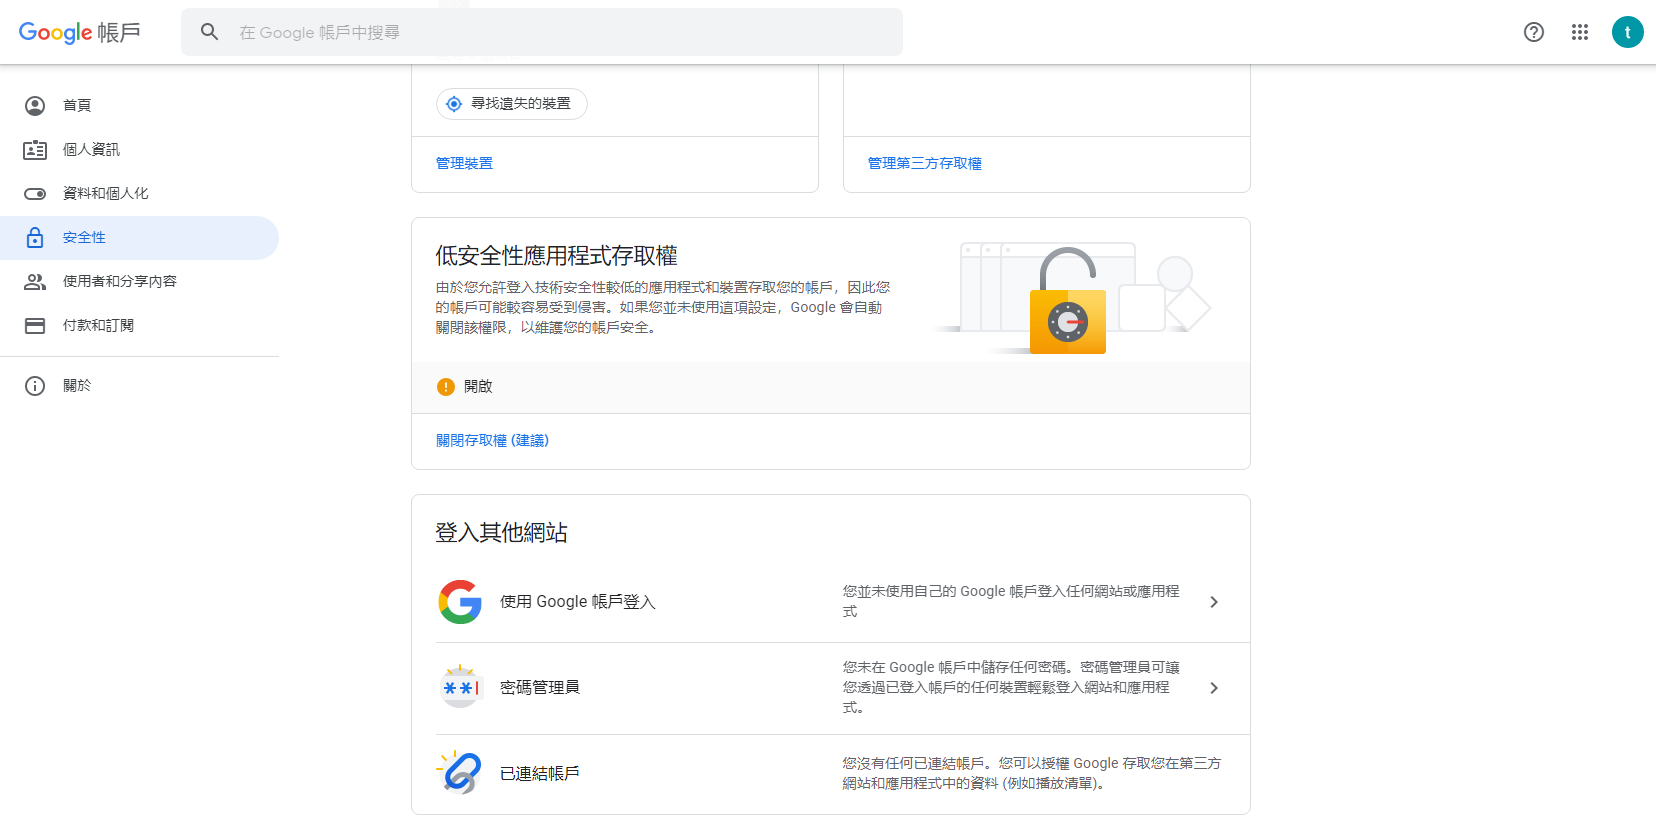 Google 帳戶
在 Google 帳戶中搜尋
t
首頁
個人資訊
資料和個人化
安全性
使用者和分享內容
付款和訂閱
關於
尋找遺失的裝置
管理裝置
管理第三方存取權
低安全性應用程式存取權
由於您允許登入技術安全性較低的應用程式和裝置存取您的帳戶，因此您
的帳戶可能較容易受到侵害。如果您並未使用這項設定，Google 會自動
關閉該權限，以維護您的帳戶安全。
開啟
關閉存取權 (建議)
登入其他網站
使用 Google 帳戶登入
您並未使用自己的 Google 帳戶登入任何網站或應用程
式
密碼管理員
您未在 Google 帳戶中儲存任何密碼。密碼管理員可讓
您透過已登入帳戶的任何裝置輕鬆登入網站和應用程
式。
已連結帳戶
您沒有任何已連結帳戶。您可以授權 Google 存取您在第三方
網站和應用程式中的資料 (例如播放清單)。